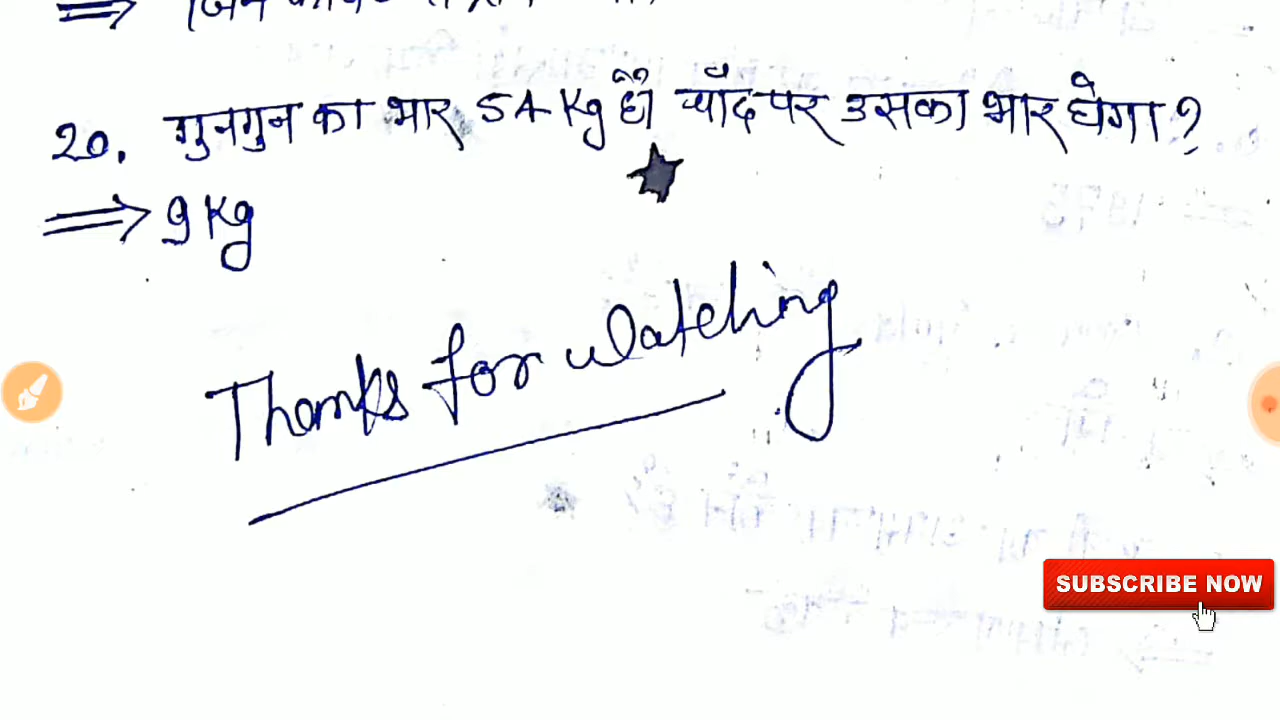 20. गुनगुन का भार 54 Kg है चाँद पर उसका भार होगा ?
⇒ 9 Kg
Thanks for watching
SUBSCRIBE NOW